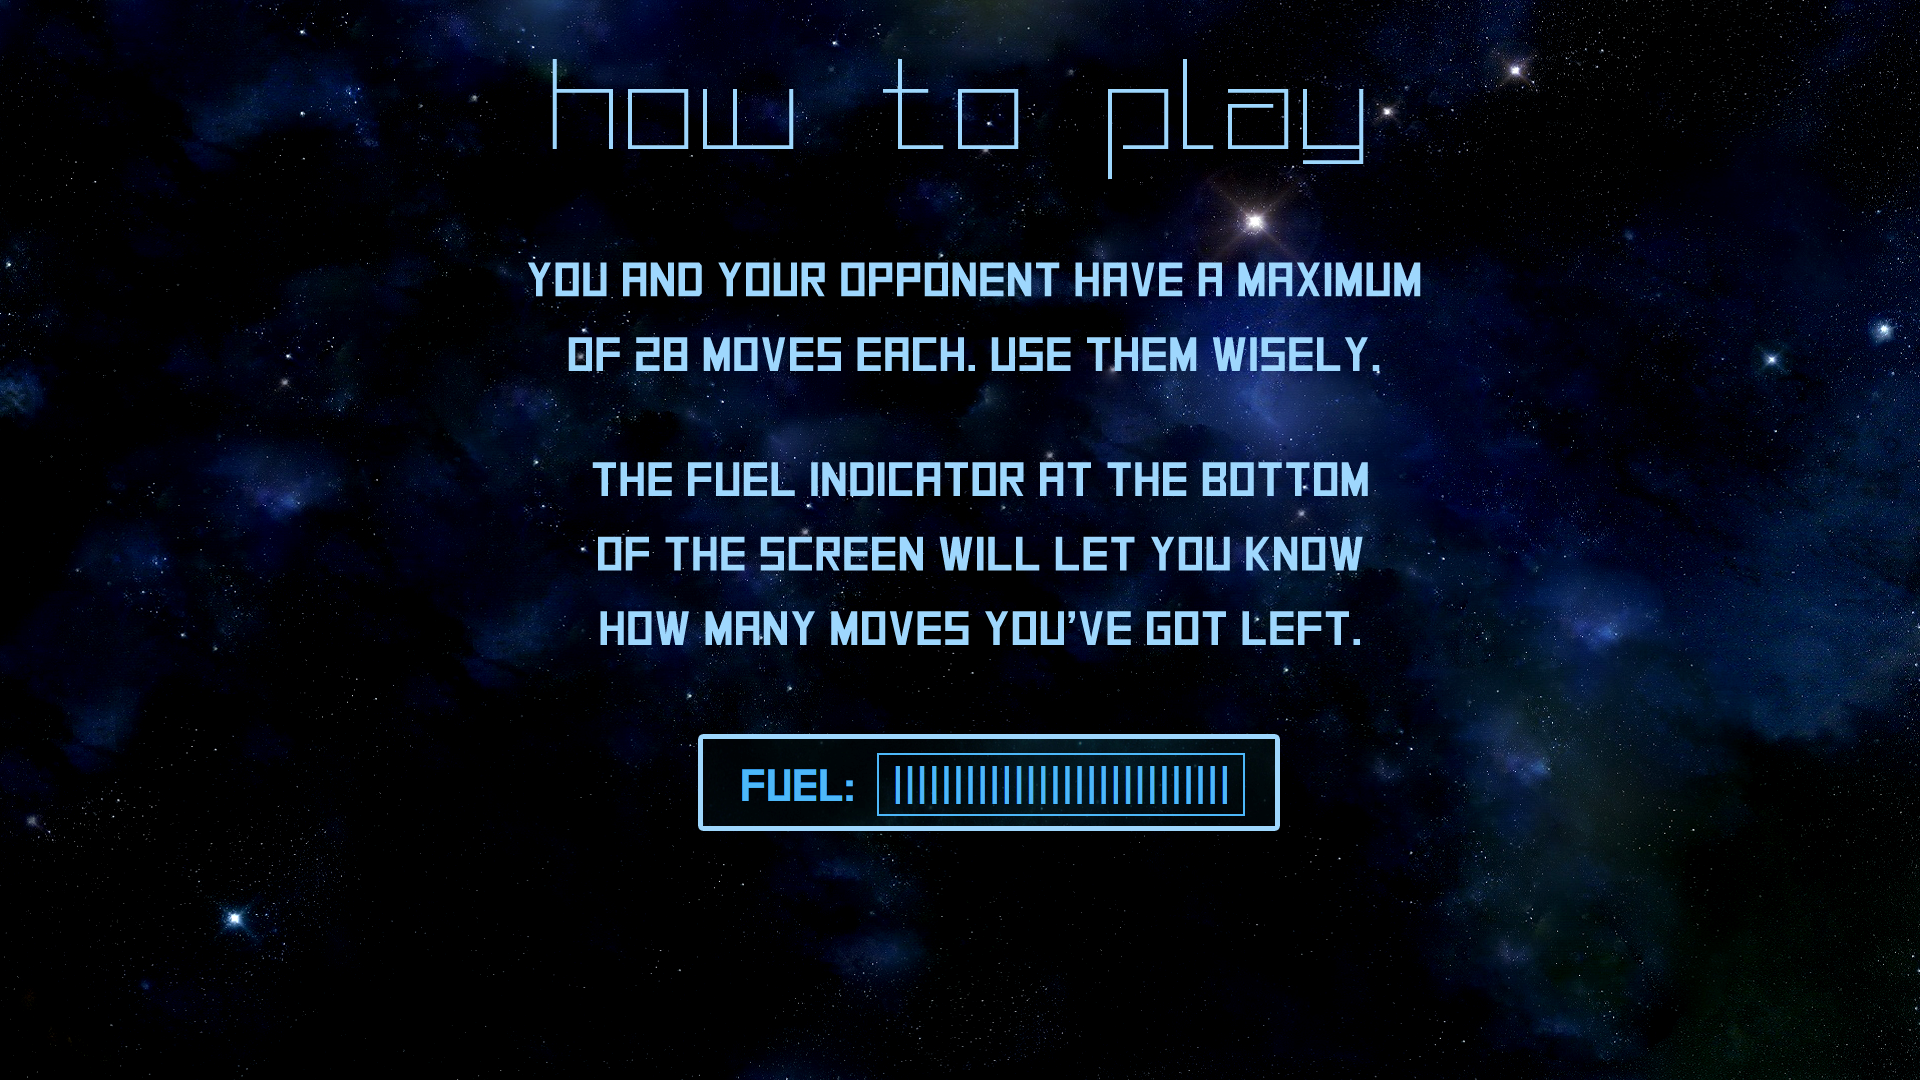 how to play
YOU AND YOUR OPPONENT HAVE A MAXIMUM
OF 28 MOVES EACH. USE THEM WISELY.
THE FUEL INDICATOR AT THE BOTTOM
OF THE SCREEN WILL LET YOU KNOW
HOW MANY MOVES YOU'VE GOT LEFT.
FUEL: ||||||||||||||||||||||||||||